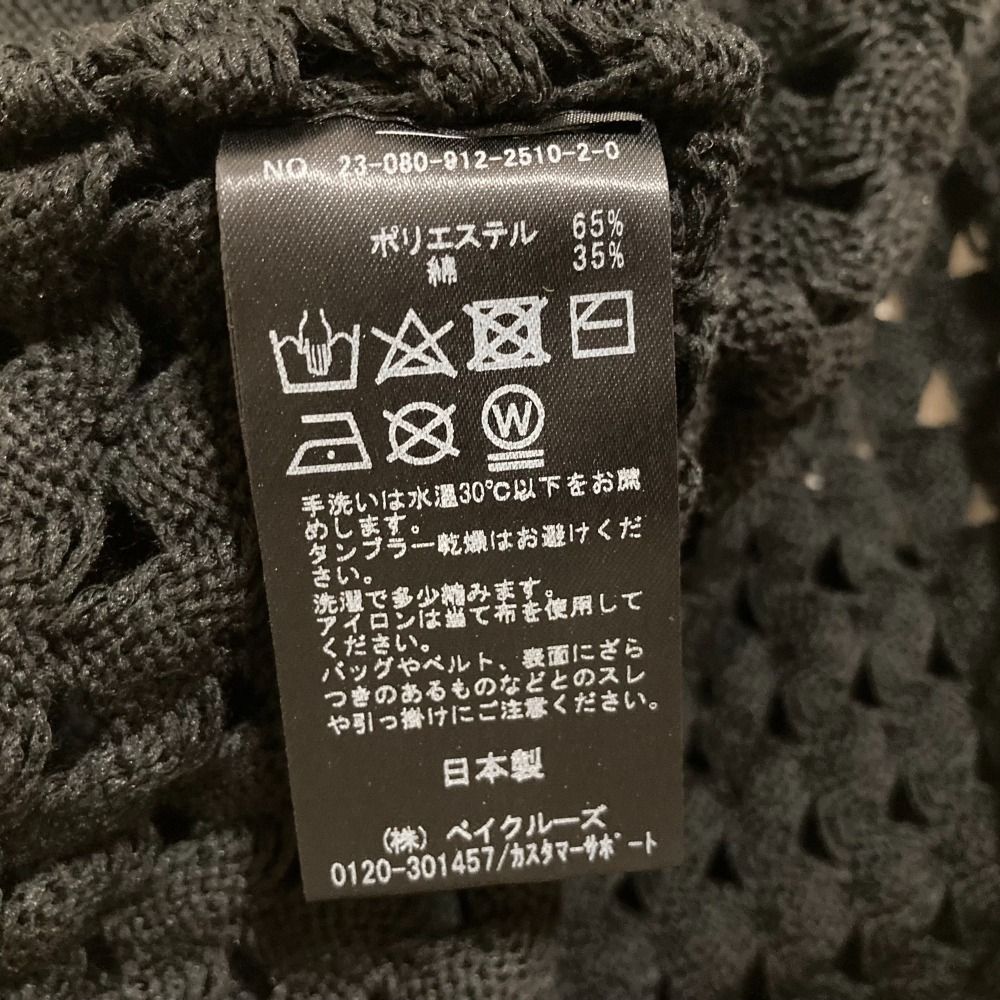 NO. 23-080-912-2510-2-0
ポリエステル 65%
綿 35%
W
手洗いは水温30℃以下をお薦
めします。
タンブラー乾燥はお避けくだ
さい。
洗濯で多少縮みます。
アイロンは当て布を使用して
ください。
バッグやベルト、表面にざら
つきのあるものなどとのスレ
や引っ掛けにご注意ください。
日本製
(株) ベイクルーズ
0120-301457/カスタマーサポート